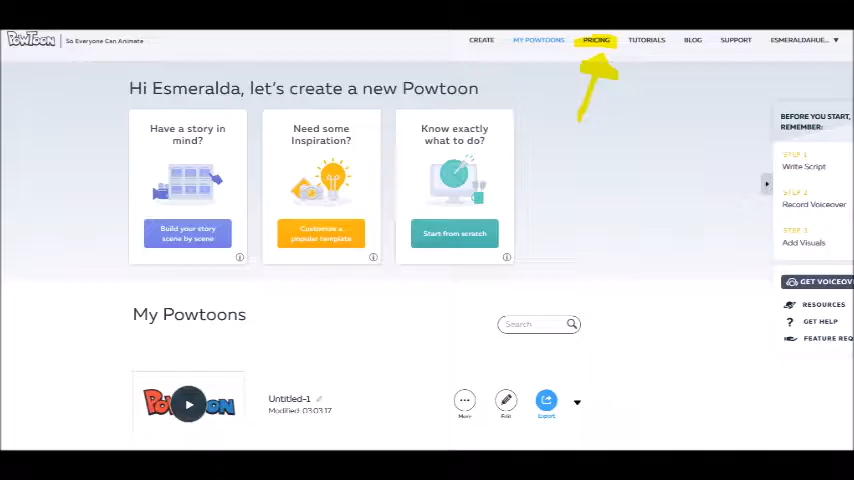 POWTOON
So Everyone Can Animate
CREATE
MY POWTOONS
PRICING
TUTORIALS
BLOG
SUPPORT
ESMERALDAHUE...
Hi Esmeralda, let's create a new Powtoon
Have a story in
mind?
Build your story
scene by scene
Need some
Inspiration?
Customize a
popular template
Know exactly
what to do?
Start from scratch
BEFORE YOU START,
REMEMBER:
STEP 1
Write Script
STEP 2
Record Voiceover
STEP 3
Add Visuals
GET VOICEOV
RESOURCES
GET HELP
FEATURE REQ
My Powtoons
Search
POWTOON
Untitled-1
Modified: 03.03.17
More
Edit
Export